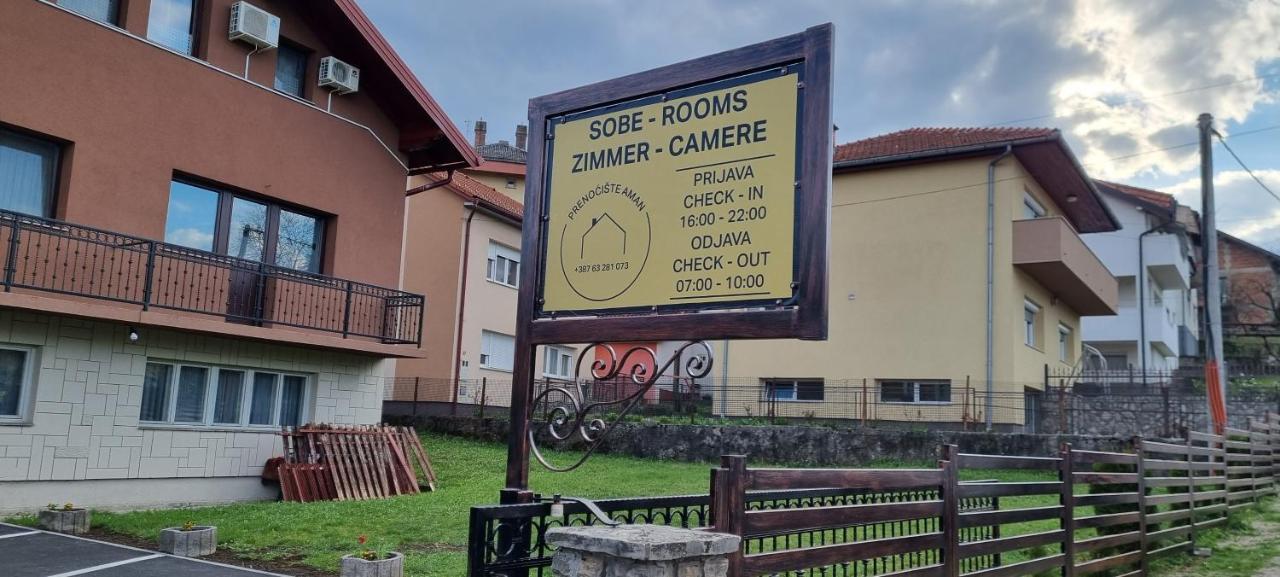 SOBE - ROOMS
ZIMMER - CAMERE
PRENOĆIŠTE AMAN
+387 63 281 073
PRIJAVA
CHECK - IN
16:00 - 22:00
ODJAVA
CHECK - OUT
07:00 - 10:00